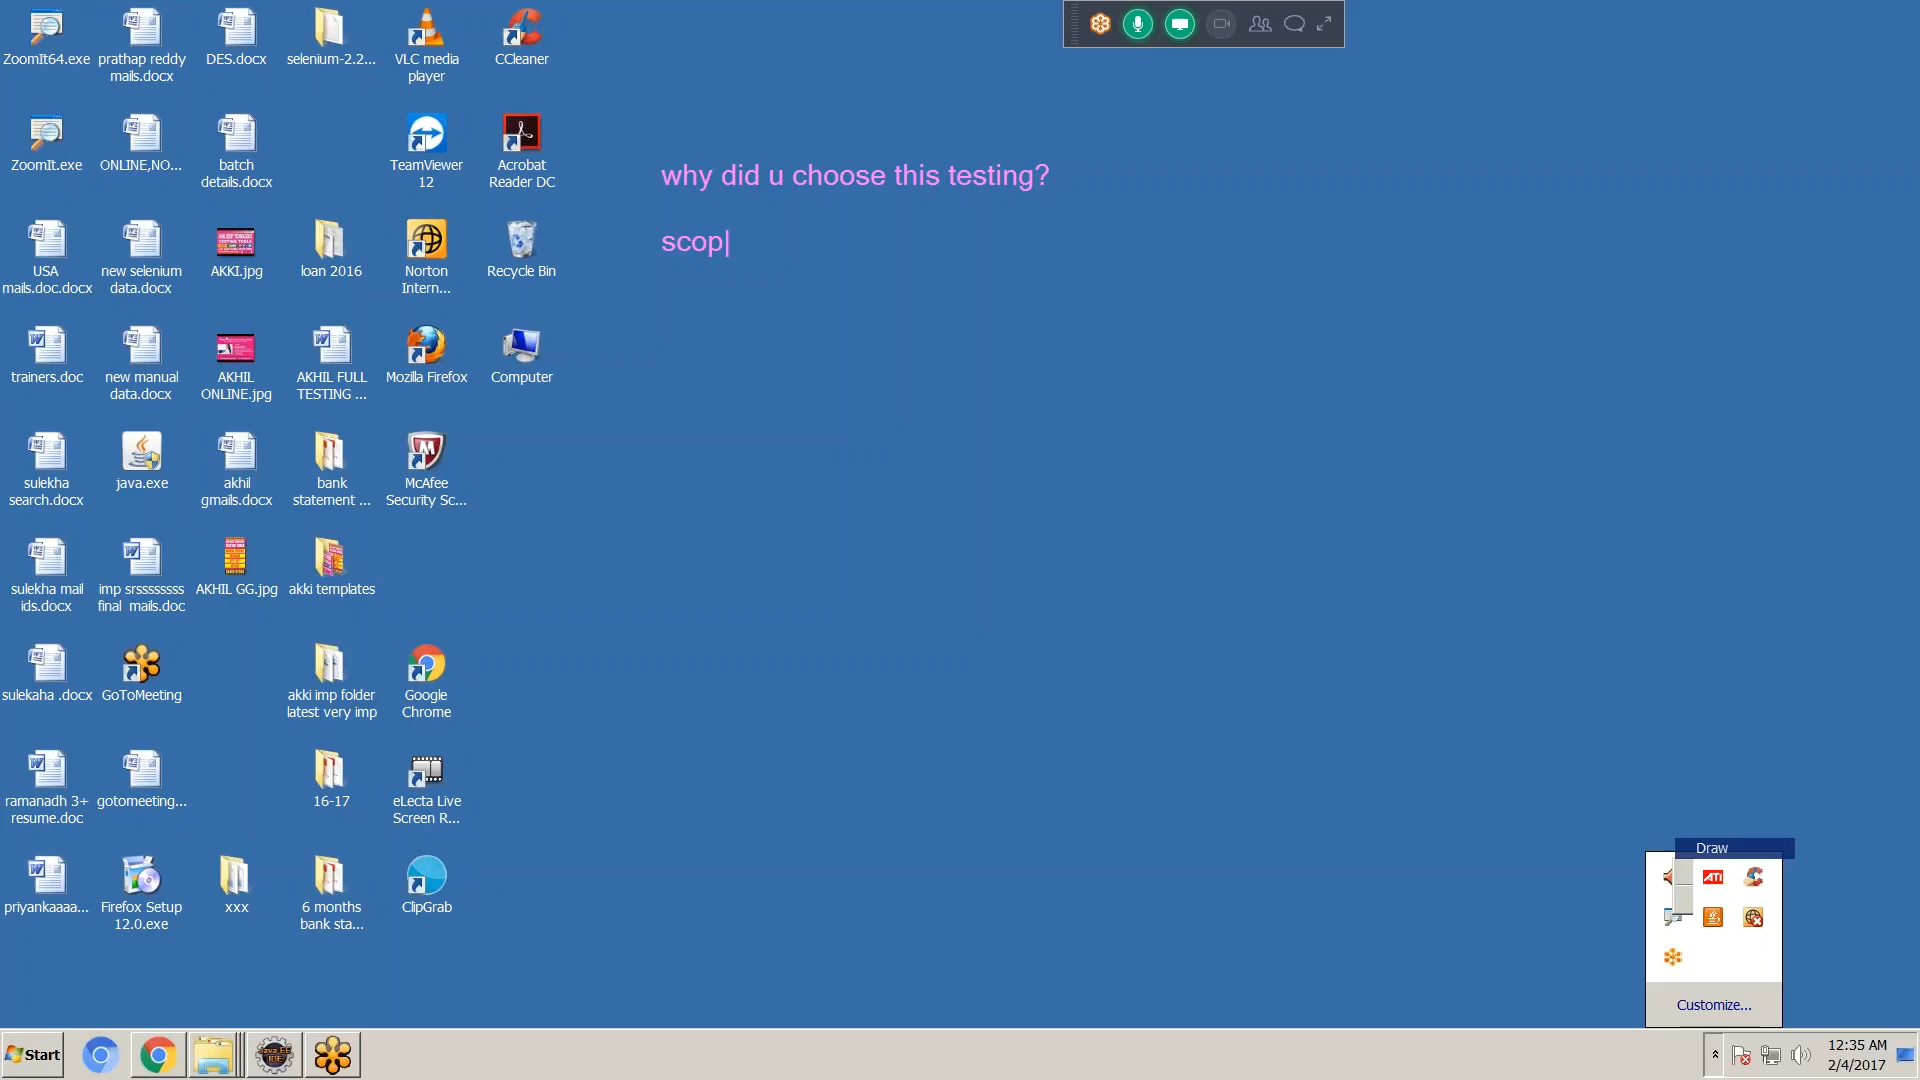 ZoomIt64.exe
prathap reddy
mails.docx
DES.docx
selenium-2.2...
VLC media
player
CCleaner
why did u choose this testing?
scop
ZoomIt.exe
ONLINE,NO...
batch
details.docx
TeamViewer
12
Acrobat
Reader DC
USA
mails.doc.docx
new selenium
data.docx
AKKI.jpg
loan 2016
Norton
Intern...
Recycle Bin
trainers.doc
new manual
data.docx
AKHIL
ONLINE.jpg
AKHIL FULL
TESTING ...
Mozilla Firefox
Computer
sulekha
search.docx
java.exe
akhil
gmails.docx
bank
statement ...
McAfee
Security Sc...
sulekha mail
ids.docx
imp srsssssssss
final mails.doc
AKHIL GG.jpg
akki templates
sulekaha .docx
GoToMeeting
akki imp folder
latest very imp
Google
Chrome
ramanadh 3+
resume.doc
gotomeeting...
16-17
eLecta Live
Screen R...
priyankaaaa...
Firefox Setup
12.0.exe
xxx
6 months
bank sta...
ClipGrab
Draw
ATI
Customize...
Start
Java EE
IDE
12:35 AM
2/4/2017